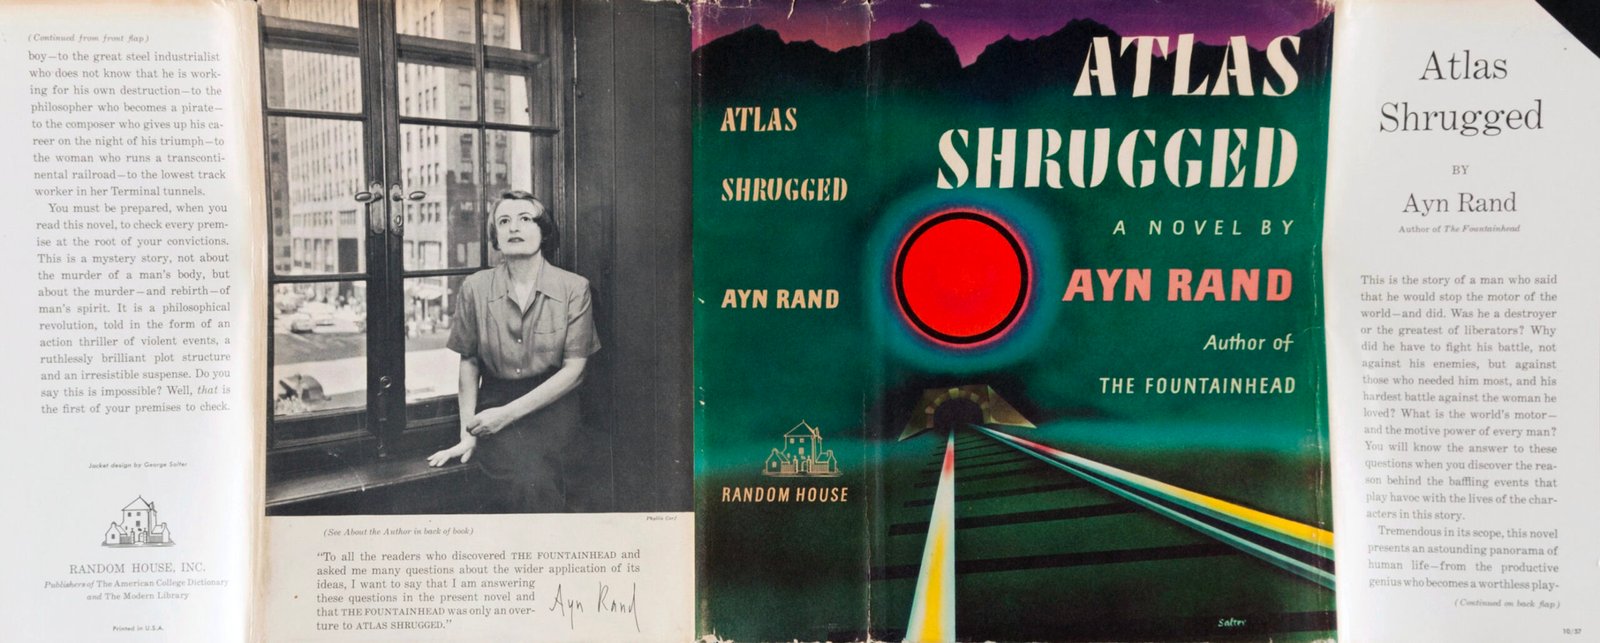 (Continued from front flap)
boy—to the great steel industrialist
who does not know that he is work-
ing for his own destruction—to the
philosopher who becomes a pirate—
to the composer who gives up his ca-
reer on the night of his triumph—to
the woman who runs a transconti-
nental railroad—to the lowest track
worker in her Terminal tunnels.
You must be prepared, when you
read this novel, to check every prem-
ise at the root of your convictions.
This is a mystery story, not about
the murder of a man's body, but
about the murder—and rebirth—of
man's spirit. It is a philosophical
revolution, told in the form of an
action thriller of violent events, a
ruthlessly brilliant plot structure
and an irresistible suspense. Do you
say this is impossible? Well, that is
the first of your premises to check.
Jacket design by George Salter
RANDOM HOUSE, INC.
Publishers of The American College Dictionary
and The Modern Library
Printed in U.S.A.
Phyllis Cerf
(See About the Author in back of book)
"To all the readers who discovered THE FOUNTAINHEAD and
asked me many questions about the wider application of its
ideas, I want to say that I am answering
these questions in the present novel and
that THE FOUNTAINHEAD was only an over-
ture to ATLAS SHRUGGED."
Ayn Rand
ATLAS
SHRUGGED
AYN RAND
RANDOM HOUSE
ATLAS
SHRUGGED
A NOVEL BY
AYN RAND
Author of
THE FOUNTAINHEAD
Salter
Atlas
Shrugged
BY
Ayn Rand
Author of The Fountainhead
This is the story of a man who said
that he would stop the motor of the
world—and did. Was he a destroyer
or the greatest of liberators? Why
did he have to fight his battle, not
against his enemies, but against
those who needed him most, and his
hardest battle against the woman he
loved? What is the world's motor—
and the motive power of every man?
You will know the answer to these
questions when you discover the rea-
son behind the baffling events that
play havoc with the lives of the char-
acters in this story.
Tremendous in its scope, this novel
presents an astounding panorama of
human life—from the productive
genius who becomes a worthless play-
(Continued on back flap)
10/57